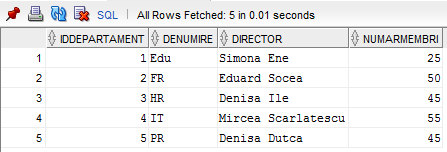 SQL | All Rows Fetched: 5 in 0.01 seconds
IDDEPARTAMENT DENUMIRE DIRECTOR NUMARMEMBRI
1 1 Edu Simona Ene 25
2 2 FR Eduard Socea 50
3 3 HR Denisa Ile 45
4 4 IT Mircea Scarlatescu 55
5 5 PR Denisa Dutca 45